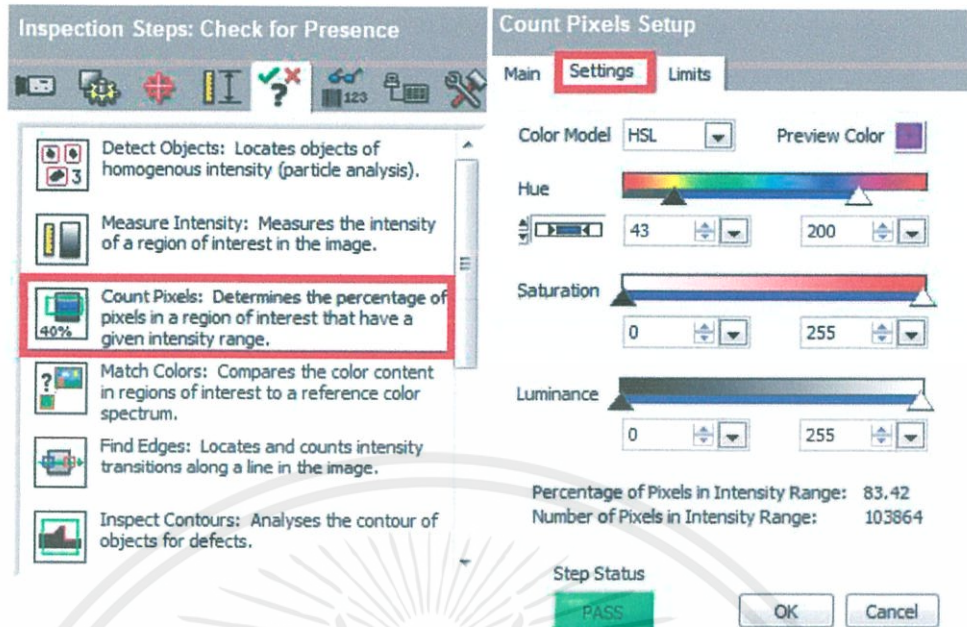 Inspection Steps: Check for Presence
123
3
Detect Objects: Locates objects of
homogenous intensity (particle analysis).
Measure Intensity: Measures the intensity
of a region of interest in the image.
40%
Count Pixels: Determines the percentage of
pixels in a region of interest that have a
given intensity range.
Match Colors: Compares the color content
in regions of interest to a reference color
spectrum.
Find Edges: Locates and counts intensity
transitions along a line in the image.
Inspect Contours: Analyses the contour of
objects for defects.
Count Pixels Setup
Main Settings Limits
Color Model HSL Preview Color
Hue
43 200
Saturation
0 255
Luminance
0 255
Percentage of Pixels in Intensity Range: 83.42
Number of Pixels in Intensity Range: 103864
Step Status
PASS OK Cancel